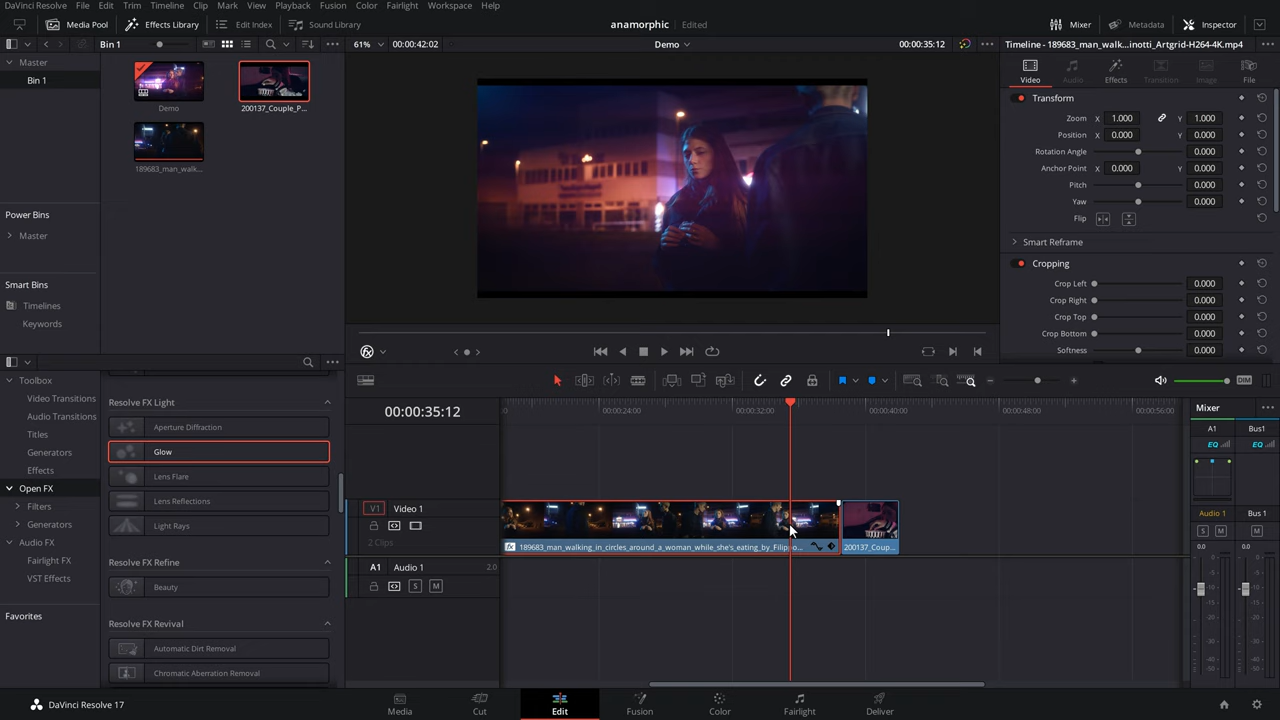 DaVinci Resolve File Edit Trim Timeline Clip Mark View Playback Fusion Color Fairlight Workspace Help
Media Pool Effects Library Edit Index Sound Library anamorphic Edited Mixer Metadata Inspector
Bin 1 61% 00:00:42:02 Demo 00:00:35:12 Timeline - 189683_man_walk...inotti_Artgrid-H264-4K.mp4
Master
Bin 1
Demo
200137_Couple_P...
189683_man_walk...
Power Bins
Master
Smart Bins
Timelines
Keywords
Video Audio Effects Transition Image File
Transform
Zoom X 1.000 Y 1.000
Position X 0.000 Y 0.000
Rotation Angle 0.000
Anchor Point X 0.000 Y 0.000
Pitch 0.000
Yaw 0.000
Flip
Smart Reframe
Cropping
Crop Left 0.000
Crop Right 0.000
Crop Top 0.000
Crop Bottom 0.000
Softness 0.000
Toolbox
Video Transitions
Audio Transitions
Titles
Generators
Effects
Open FX
Filters
Generators
Audio FX
Fairlight FX
VST Effects
Favorites
Resolve FX Light
Aperture Diffraction
Glow
Lens Flare
Lens Reflections
Light Rays
Resolve FX Refine
Beauty
Resolve FX Revival
Automatic Dirt Removal
Chromatic Aberration Removal
DIM
00:00:35:12
00:00:24:00 00:00:32:00 00:00:40:00 00:00:48:00 00:00:56:00
V1 Video 1
2 Clips
189683_man_walking_in_circles_around_a_woman_while_she's_eating_by_Filipp...
200137_Coup...
A1 Audio 1 2.0
S M
Mixer
A1 Bus1
EQ EQ
Audio 1 Bus 1
S M M
0.0 0.0
DaVinci Resolve 17
Media Cut Edit Fusion Color Fairlight Deliver